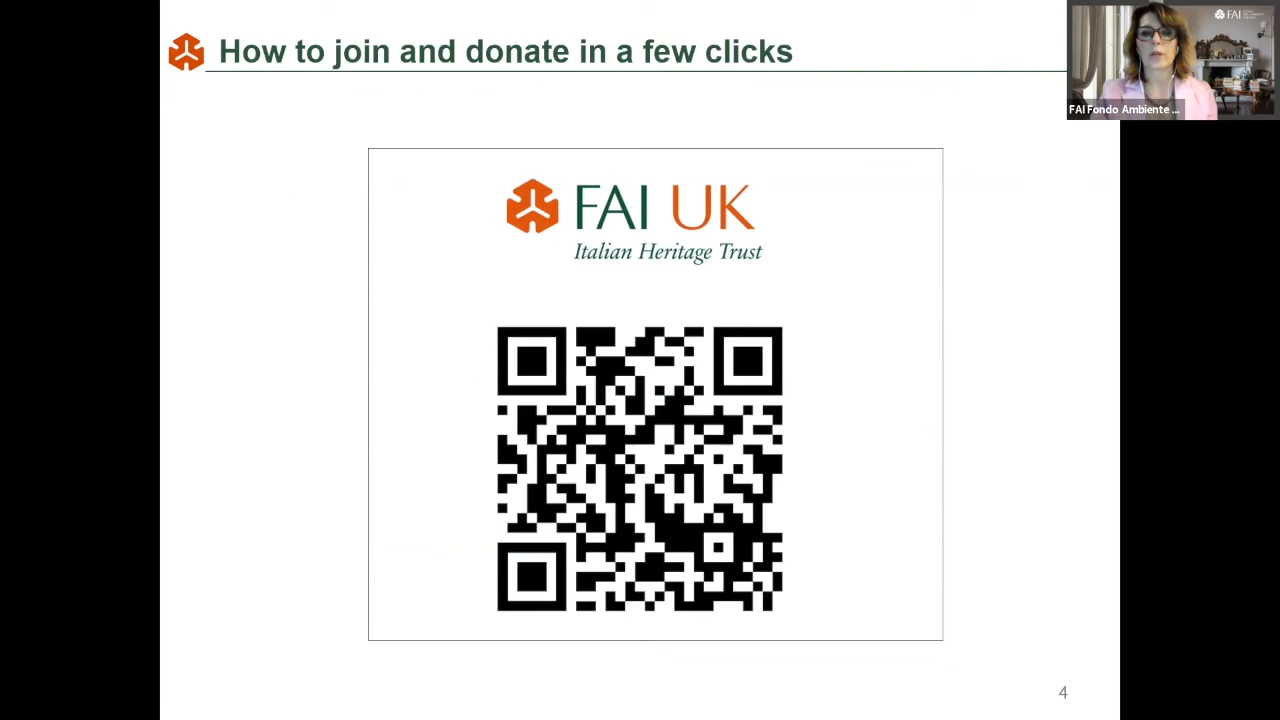 How to join and donate in a few clicks
FAI
FAI Fondo Ambiente ...
FAI UK
Italian Heritage Trust
4